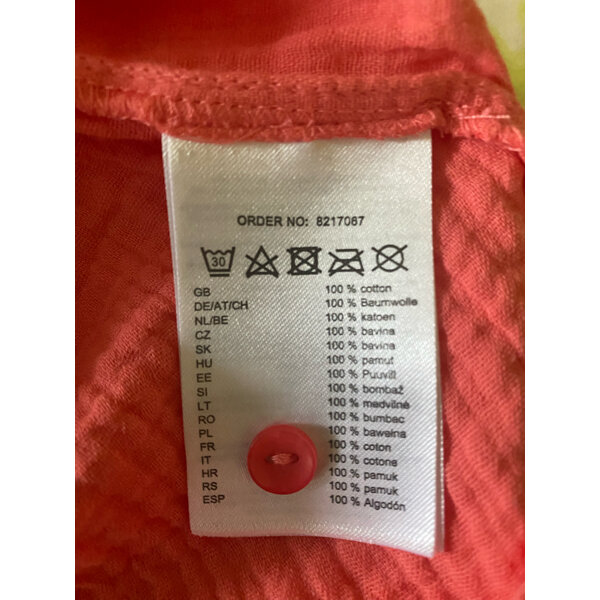 ORDER NO: 8217087
30
GB 100 % cotton
DE/AT/CH 100 % Baumwolle
NL/BE 100 % katoen
CZ 100 % bavlna
SK 100 % bavlna
HU 100 % pamut
EE 100 % Puuvill
SI 100 % bombaž
LT 100 % medvilnė
RO 100 % bumbac
PL 100 % bawełna
FR 100 % coton
IT 100 % cotone
HR 100 % pamuk
RS 100 % pamuk
ESP 100 % Algodón